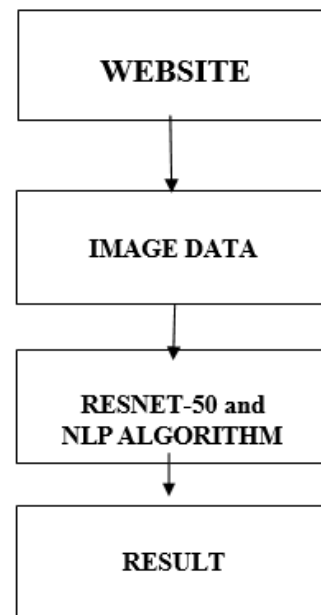 WEBSITE
IMAGE DATA
RESNET-50 and
NLP ALGORITHM
RESULT